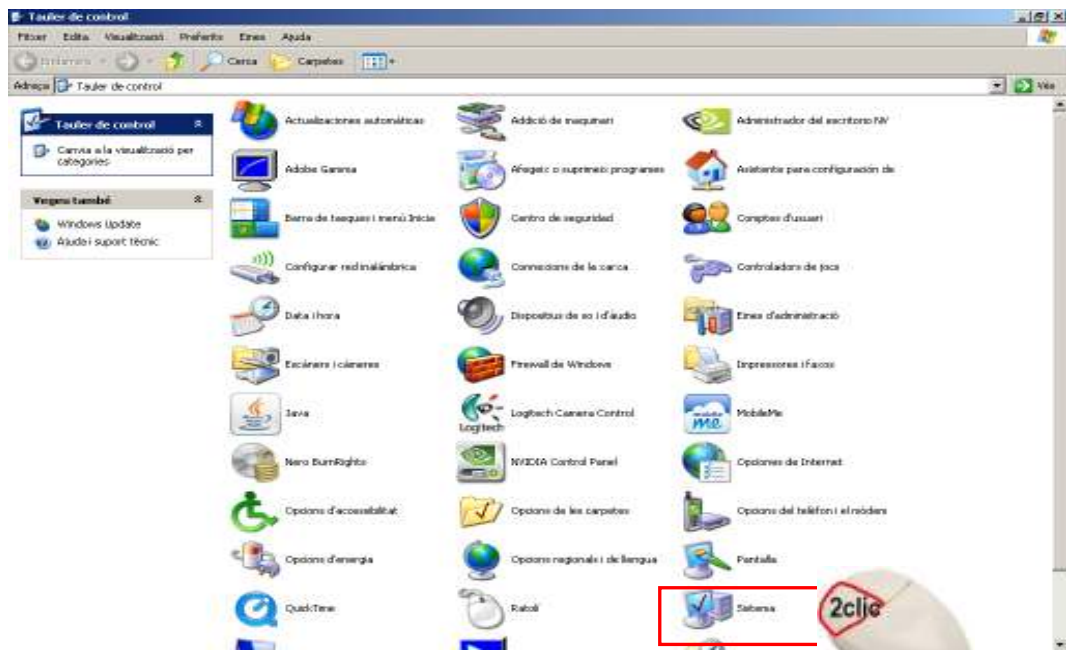 Tauler de control
Fitxer Edita Visualització Preferits Eines Ajuda
Enrere Cerca Carpetes
Adreça Tauler de control Vés
Tauler de control
Canvia a la visualització per
categories
Vegeu també
Windows Update
Ajuda i suport tècnic
Actualizaciones automáticas
Addició de maquinari
Administrador del escritorio NV
Adobe Gamma
Afegeix o suprimeix programes
Asistente para configuración de
Barra de tasques i menú Inicia
Centro de seguridad
Comptes d'usuari
Configurar red inalámbrica
Connexions de la xarxa
Controladors de jocs
Data i hora
Dispositius de so i d'àudio
Eines d'administració
Escàners i càmeres
Firewall de Windows
Impressores i faxos
Java
Logitech
Logitech Camera Control
mobile me
MobileMe
Nero BurnRights
NVIDIA Control Panel
Opciones de Internet
Opcions d'accessibilitat
Opcions de les carpetes
Opcions del telèfon i el mòdem
Opcions d'energia
Opcions regionals i de llengua
Pantalla
QuickTime
Ratolí
Sistema
2clic